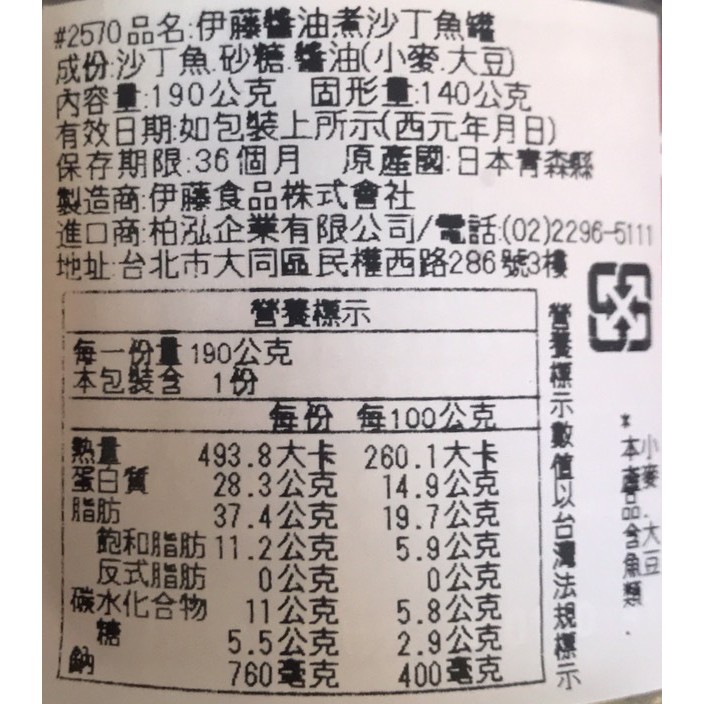 #2570品名:伊藤醬油煮沙丁魚罐
成份:沙丁魚.砂糖.醬油(小麥.大豆)
內容量:190公克 固形量:140公克
有效日期:如包裝上所示(西元年月日)
保存期限:36個月 原產國:日本青森縣
製造商:伊藤食品株式會社
進口商:柏泓企業有限公司/電話:(02)2296-5111
地址:台北市大同區民權西路286號3樓
營養標示
每一份量190公克
本包裝含 1份
每份 每100公克
熱量 493.8大卡 260.1大卡
蛋白質 28.3公克 14.9公克
脂肪 37.4公克 19.7公克
飽和脂肪 11.2公克 5.9公克
反式脂肪 0公克 0公克
碳水化合物 11公克 5.8公克
糖 5.5公克 2.9公克
鈉 760毫克 400毫克
營養標示數值以台灣法規標示
*本產品含魚類.
小麥.大豆